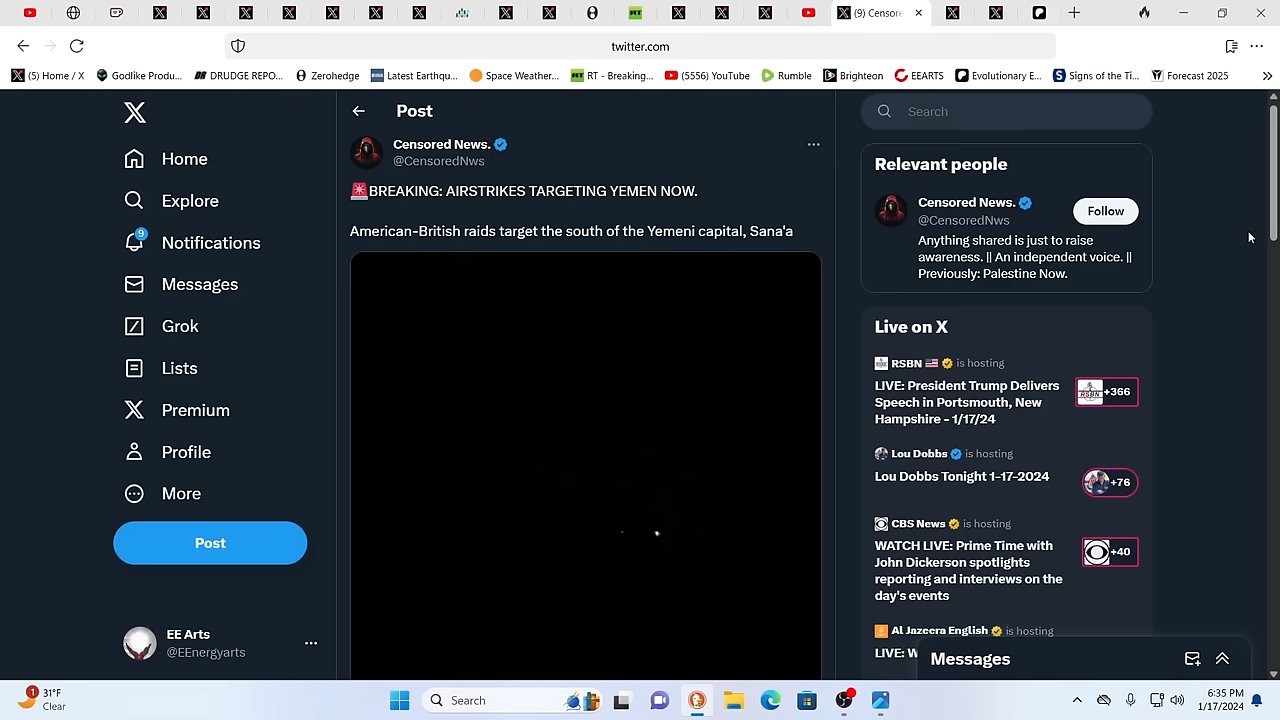 (9) Censore
twitter.com
(5) Home / X
Godlike Produ...
DRUDGE REPO...
Zerohedge
Latest Earthqu...
Space Weather...
RT - Breaking...
(5556) YouTube
Rumble
Brighteon
EEARTS
Evolutionary E...
Signs of the Ti...
Forecast 2025
Home
Explore
9
Notifications
Messages
Grok
Lists
Premium
Profile
More
Post
EE Arts
@EEnergyarts
Post
Censored News.
@CensoredNws
🚨BREAKING: AIRSTRIKES TARGETING YEMEN NOW.
American-British raids target the south of the Yemeni capital, Sana'a
Search
Relevant people
Censored News.
@CensoredNws
Follow
Anything shared is just to raise
awareness. || An independent voice. ||
Previously: Palestine Now.
Live on X
RSBN 🇺🇸 is hosting
LIVE: President Trump Delivers
Speech in Portsmouth, New
Hampshire - 1/17/24
RSBN
+366
Lou Dobbs is hosting
Lou Dobbs Tonight 1-17-2024
+76
CBS News is hosting
WATCH LIVE: Prime Time with
John Dickerson spotlights
reporting and interviews on the
day's events
+40
Al Jazeera English is hosting
LIVE: W
Messages
1
31°F
Clear
Search
6:35 PM
1/17/2024